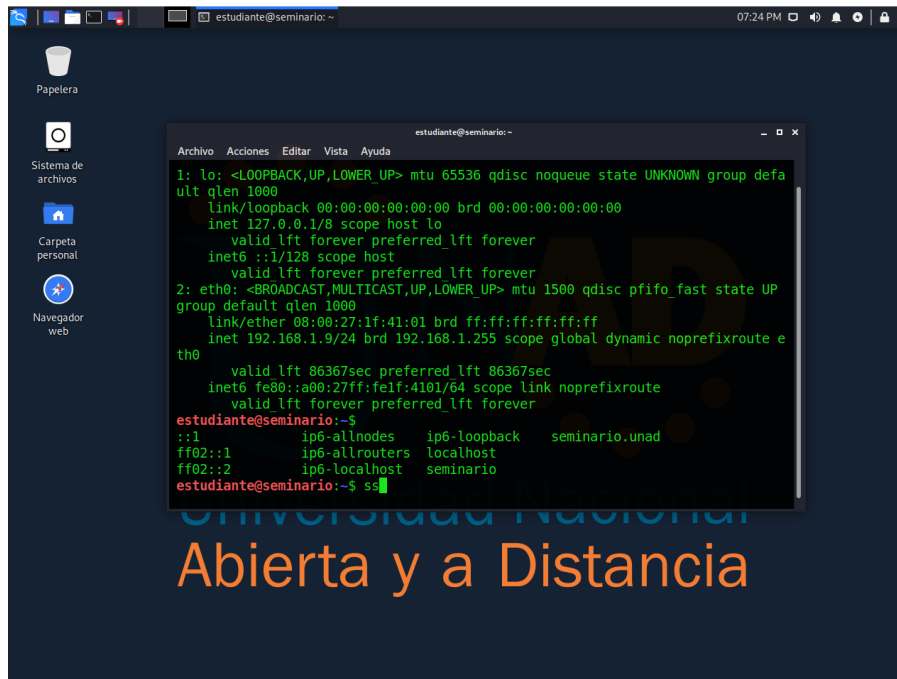 estudiante@seminario: ~
07:24 PM
Papelera
Sistema de
archivos
Carpeta
personal
Navegador
web
estudiante@seminario: ~
Archivo Acciones Editar Vista Ayuda
1: lo: <LOOPBACK,UP,LOWER_UP> mtu 65536 qdisc noqueue state UNKNOWN group defa
ult qlen 1000
link/loopback 00:00:00:00:00:00 brd 00:00:00:00:00:00
inet 127.0.0.1/8 scope host lo
valid_lft forever preferred_lft forever
inet6 ::1/128 scope host
valid_lft forever preferred_lft forever
2: eth0: <BROADCAST,MULTICAST,UP,LOWER_UP> mtu 1500 qdisc pfifo_fast state UP
group default qlen 1000
link/ether 08:00:27:1f:41:01 brd ff:ff:ff:ff:ff:ff
inet 192.168.1.9/24 brd 192.168.1.255 scope global dynamic noprefixroute e
th0
valid_lft 86367sec preferred_lft 86367sec
inet6 fe80::a00:27ff:fe1f:4101/64 scope link noprefixroute
valid_lft forever preferred_lft forever
estudiante@seminario:~$
::1 ip6-allnodes ip6-loopback seminario.unad
ff02::1 ip6-allrouters localhost
ff02::2 ip6-localhost seminario
estudiante@seminario:~$ ss
Universidad Nacional
Abierta y a Distancia